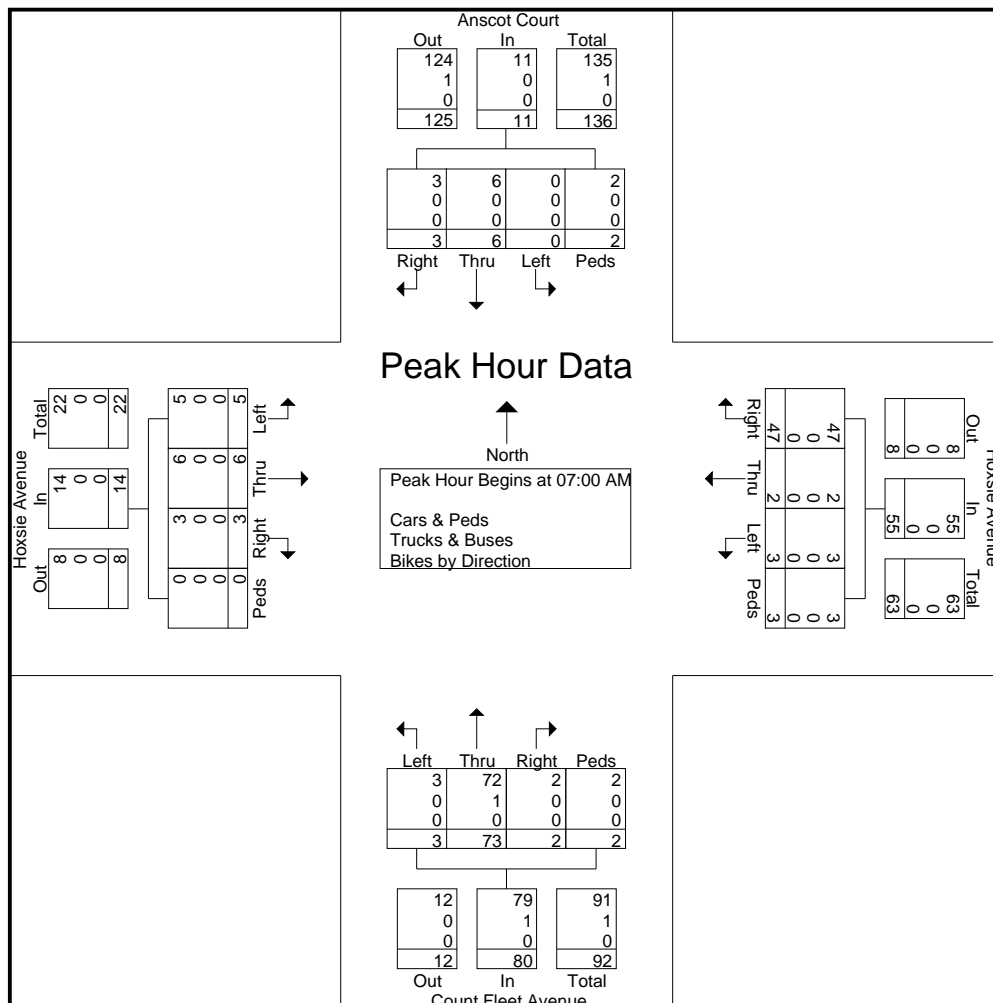 Anscot Court
Out In Total
124 11 135
1 0 1
0 0 0
125 11 136
3 6 0 2
0 0 0 0
0 0 0 0
3 6 0 2
Right Thru Left Peds
Peak Hour Data
North
Peak Hour Begins at 07:00 AM
Cars & Peds
Trucks & Buses
Bikes by Direction
Hoxsie Avenue
Total
22 0 0 22
In
14 0 0 14
Out
8 0 0 8
Left
5 0 0 5
Thru
6 0 0 6
Right
3 0 0 3
Peds
0 0 0 0
Right
47 0 0 47
Thru
2 0 0 2
Left
3 0 0 3
Peds
3 0 0 3
Out
8 0 0 8
In
55 0 0 55
Total
63 0 0 63
Hoxsie Avenue
Left Thru Right Peds
3 72 2 2
0 1 0 0
0 0 0 0
3 73 2 2
12 79 91
0 1 1
0 0 0
12 80 92
Out In Total
Count Fleet Avenue